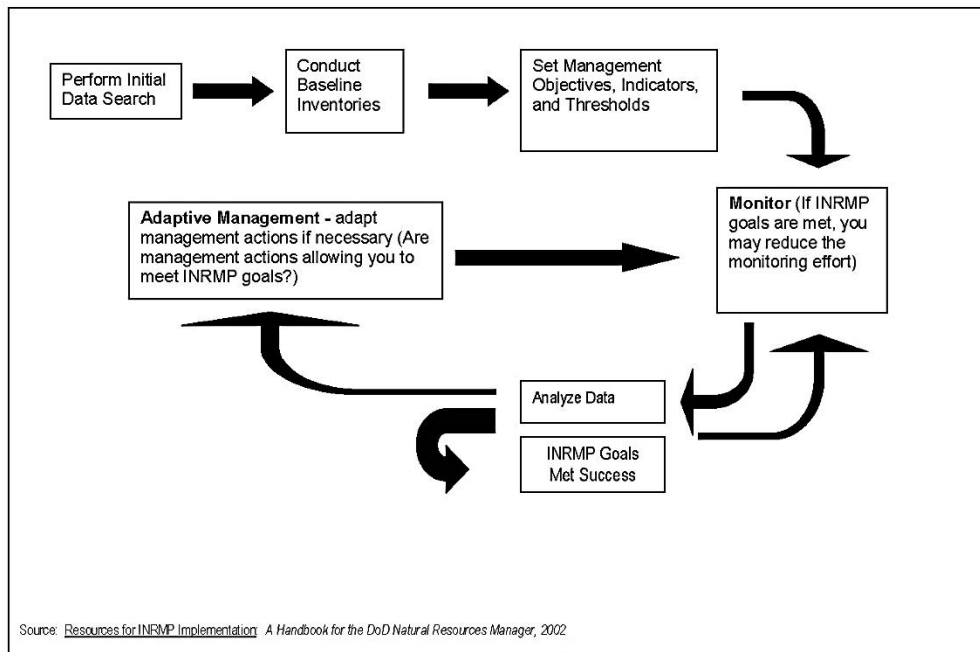 Perform Initial
Data Search
Conduct
Baseline
Inventories
Set Management
Objectives, Indicators,
and Thresholds
Monitor (If INRMP
goals are met, you
may reduce the
monitoring effort)
Adaptive Management - adapt
management actions if necessary (Are
management actions allowing you to
meet INRMP goals?)
Analyze Data
INRMP Goals
Met Success
Source: Resources for INRMP Implementation: A Handbook for the DoD Natural Resources Manager, 2002